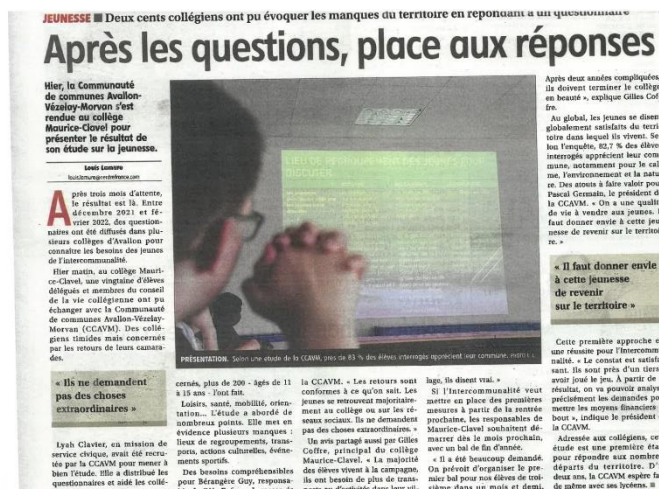 JEUNESSE ■ Deux cents collégiens ont pu évoquer les manques du territoire en répondant à un questionnaire
Après les questions, place aux réponses
Hier, la Communauté
de communes Avallon-
Vézelay-Morvan s'est
rendue au collège
Maurice-Clavel pour
présenter le résultat de
son étude sur la jeunesse.
Louis Lamure
louis.lamure@centrefrance.com
Après trois mois d'attente,
le résultat est là. Entre
décembre 2021 et fé-
vrier 2022, des question-
naires ont été diffusés dans plu-
sieurs collèges d'Avallon pour
connaître les besoins des jeunes
de l'intercommunalité.
Hier matin, au collège Mauri-
ce-Clavel, une vingtaine d'élèves
délégués et membres du conseil
de la vie collégienne ont pu
échanger avec la Communauté
de communes Avallon-Vézelay-
Morvan (CCAVM). Des collé-
giens timides mais concernés
par les retours de leurs camara-
des.
« Ils ne demandent
pas des choses
extraordinaires »
Lyah Clavier, en mission de
service civique, avait été recru-
tée par la CCAVM pour mener à
bien l'étude. Elle a distribué les
questionnaires et aidé les collé-
LIEU DE REGROUPEMENT DES JEUNES
DISCUTER
PRÉSENTATION. Selon une étude de la CCAVM, près de 83 % des élèves interrogés apprécient leur commune.
cernés, plus de 200 - âgés de 11
à 15 ans - l'ont fait.
Loisirs, santé, mobilité, orien-
tation... L'étude a abordé de
nombreux points. Elle met en
évidence plusieurs manques :
lieux de regroupements, trans-
ports, actions culturelles, événe-
ments sportifs.
Des besoins compréhensibles
pour Bérangère Guy, responsa-
la CCAVM. « Les retours sont
conformes à ce qu'on sait. Les
jeunes se retrouvent majoritaire-
ment au collège ou sur les ré-
seaux sociaux. Ils ne demandent
pas des choses extraordinaires. »
Un avis partagé aussi par Gilles
Coffre, principal du collège
Maurice-Clavel. « La majorité
des élèves vivent à la campagne,
ils ont besoin de plus de trans-
lage, ils disent vrai. »
Si l'Intercommunalité veut
mettre en place des premières
mesures à partir de la rentrée
prochaine, les responsables de
Maurice-Clavel souhaitent dé-
marrer dès le mois prochain,
avec un bal de fin d'année.
« Il a été beaucoup demandé.
On prévoit d'organiser le pre-
mier bal pour nos élèves de troi-
sième dans un mois et demi.
Après deux années compliquées
ils doivent terminer le collège
en beauté », explique Gilles Cof-
fre.
Au global, les jeunes se disen
globalement satisfaits du terri
toire dans lequel ils vivent. Se
lon l'enquête, 82,7 % des élève
interrogés apprécient leur com
mune, notamment pour le cal
me, l'environnement et la natu
re. Des atouts à faire valoir pou
Pascal Germain, le président d
la CCAVM. « On a une qualit
de vie à vendre aux jeunes. I
faut donner envie à cette jeu
nesse de revenir sur le territoi
re. »
« Il faut donner envie
à cette jeunesse
de revenir
sur le territoire »
Cette première approche e
une réussite pour l'Intercomm
nalité. « Le constat est satisf
sant. Ils sont près d'un tiers
avoir joué le jeu. À partir de
résultat, on va pouvoir analys
précisément les demandes po
mettre les moyens financiers
bout », indique le président
la CCAVM.
Adressée aux collégiens, ce
étude est une première éta
pour répondre aux nombre
départs du territoire. D'
deux ans, la CCAVM espère fa
de même avec ses lycéens. ■